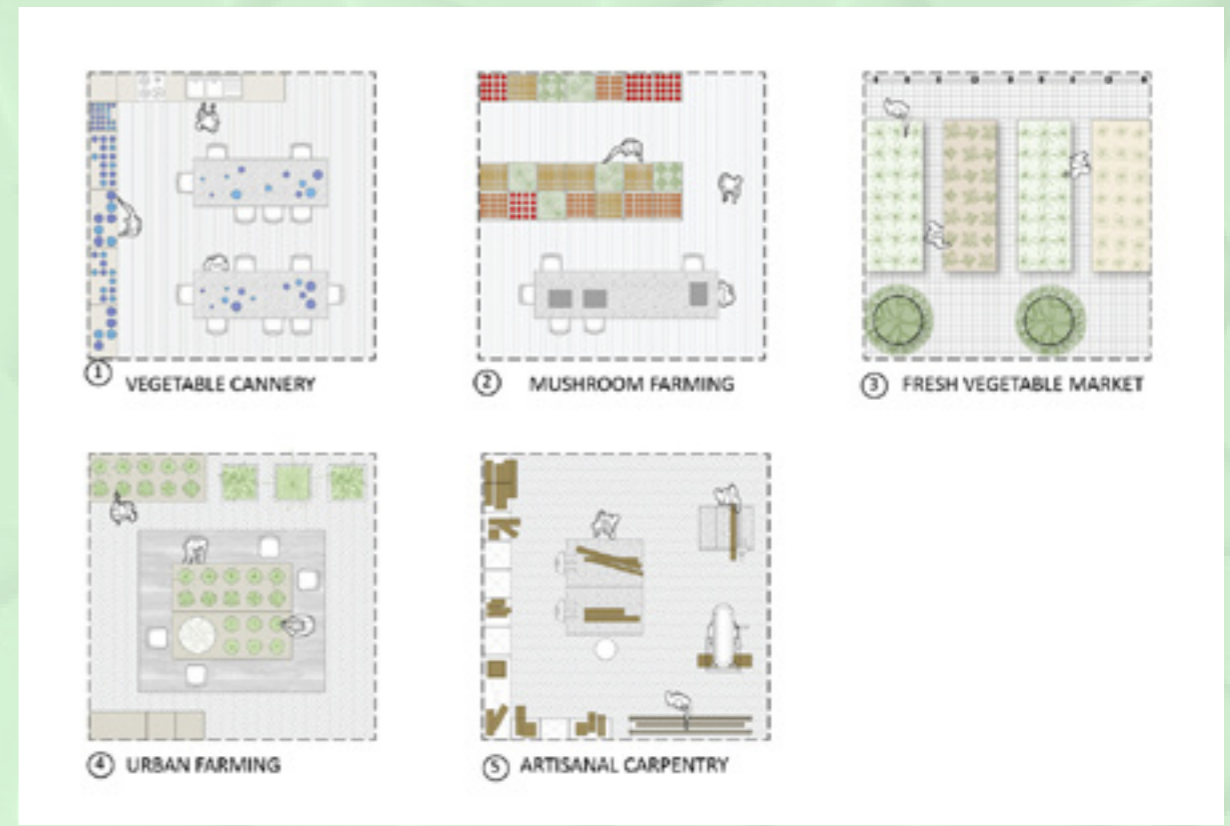 1 VEGETABLE CANNERY
2 MUSHROOM FARMING
3 FRESH VEGETABLE MARKET
4 URBAN FARMING
5 ARTISANAL CARPENTRY